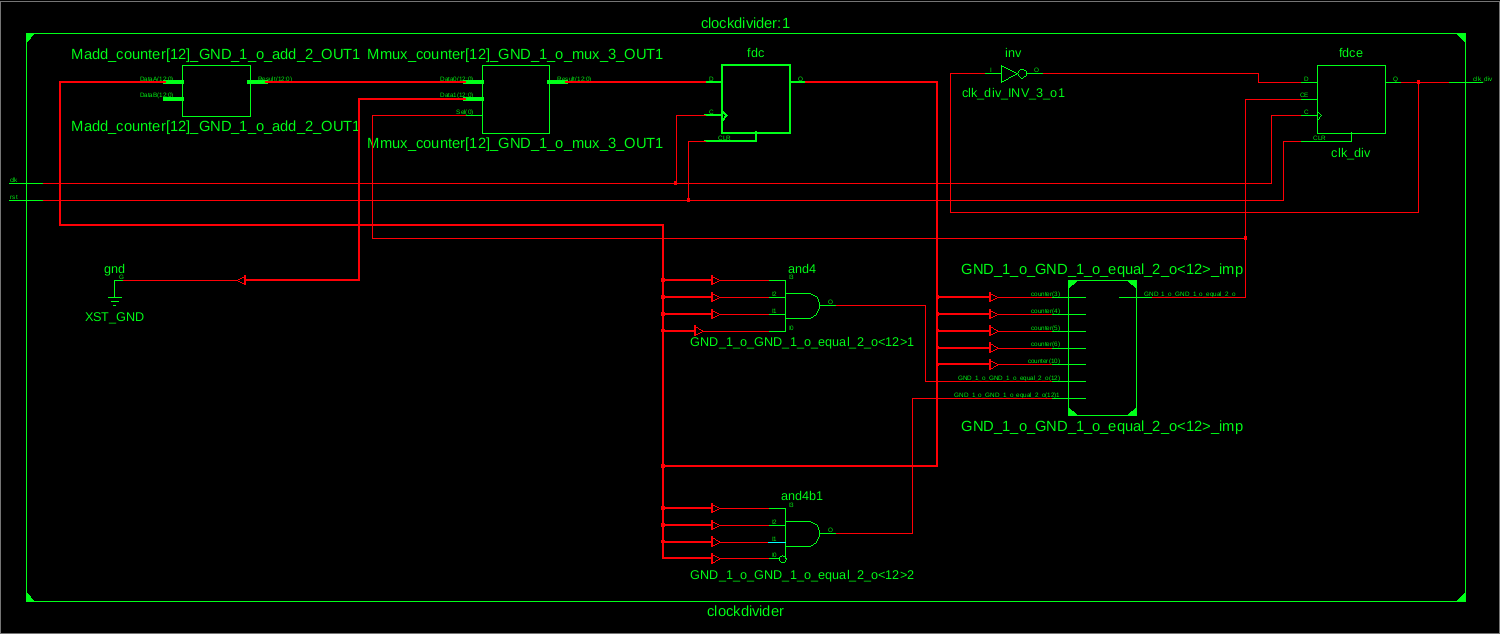 clockdivider:1
Madd_counter[12]_GND_1_o_add_2_OUT1
Mmux_counter[12]_GND_1_o_mux_3_OUT1
fdc
inv
fdce
DataA(12:0)
Result(12:0)
Data0(12:0)
Result(12:0)
D
Q
I
O
D
Q
clk_div
DataB(12:0)
Data1(12:0)
clk_div_INV_3_o1
CE
Sel(0)
C
C
Madd_counter[12]_GND_1_o_add_2_OUT1
Mmux_counter[12]_GND_1_o_mux_3_OUT1
CLR
CLR
clk_div
clk
rst
gnd
G
XST_GND
and4
I3
I2
I1
I0
O
GND_1_o_GND_1_o_equal_2_o<12>1
GND_1_o_GND_1_o_equal_2_o<12>_imp
counter(3)
GND_1_o_GND_1_o_equal_2_o
counter(4)
counter(5)
counter(6)
counter(10)
GND_1_o_GND_1_o_equal_2_o(12)
GND_1_o_GND_1_o_equal_2_o(12)1
GND_1_o_GND_1_o_equal_2_o<12>_imp
and4b1
I3
I2
I1
I0
O
GND_1_o_GND_1_o_equal_2_o<12>2
clockdivider